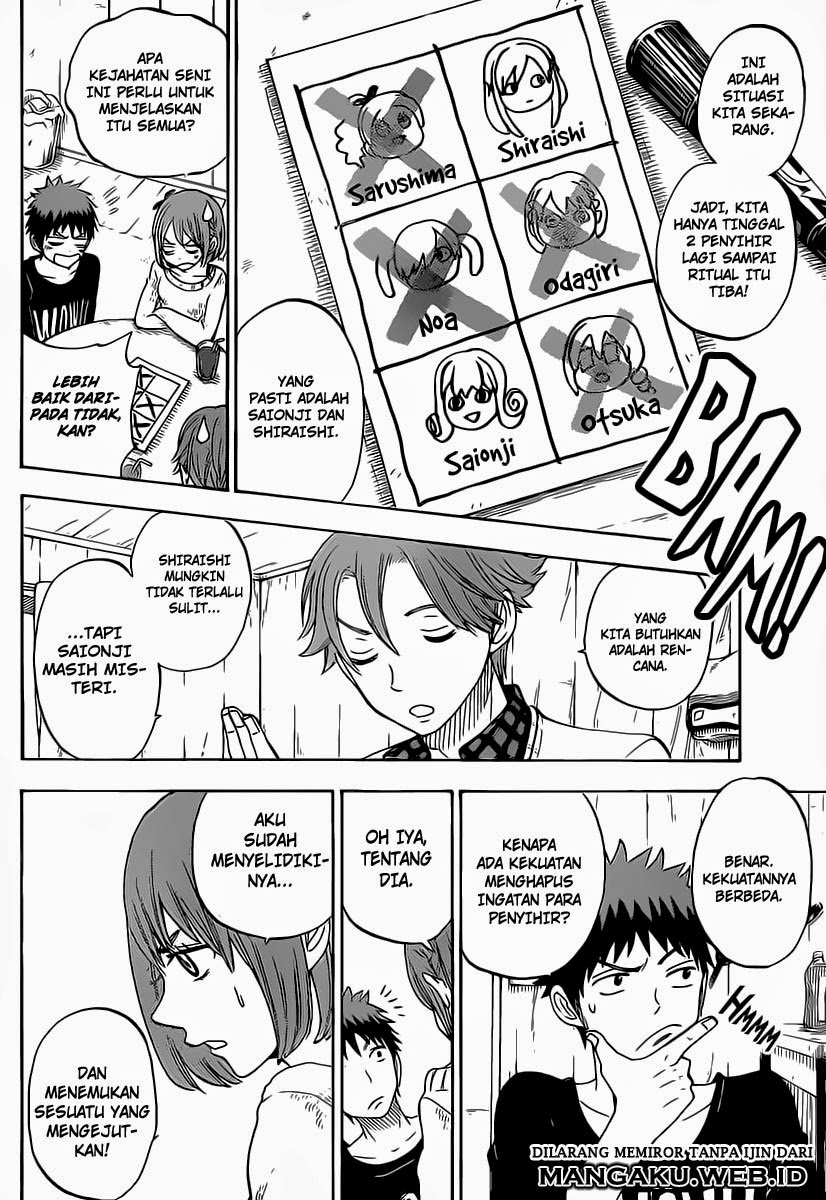 INI
ADALAH
SITUASI
KITA SEKA-
RANG.
JADI, KITA
HANYA TINGGAL
2 PENYIHIR
LAGI SAMPAI
RITUAL ITU
TIBA!
Sarushima
Shiraishi
Noa
Odagiri
Saionji
Otsuka
BAM!
YANG
PASTI ADALAH
SAIONJI DAN
SHIRAISHI.
APA
KEJAHATAN SENI
INI PERLU UNTUK
MENJELASKAN
ITU SEMUA?
WOW
LEBIH
BAIK DARI-
PADA TIDAK,
KAN?
YANG
KITA BUTUHKAN
ADALAH REN-
CANA.
SHIRAISHI
MUNGKIN
TIDAK TERLALU
SULIT...
...TAPI
SAIONJI
MASIH MIS-
TERI.
BENAR.
KEKUATANNYA
BERBEDA.
KENAPA
ADA KEKUATAN
MENGHAPUS
INGATAN PARA
PENYIHIR?
HMMM
OH IYA,
TENTANG
DIA.
AKU
SUDAH
MENYELIDIKI-
NYA...
DAN
MENEMUKAN
SESUATU YANG
MENGEJUT-
KAN!
DILARANG MEMIROR TANPA IJIN DARI
MANGAKU.WEB.ID